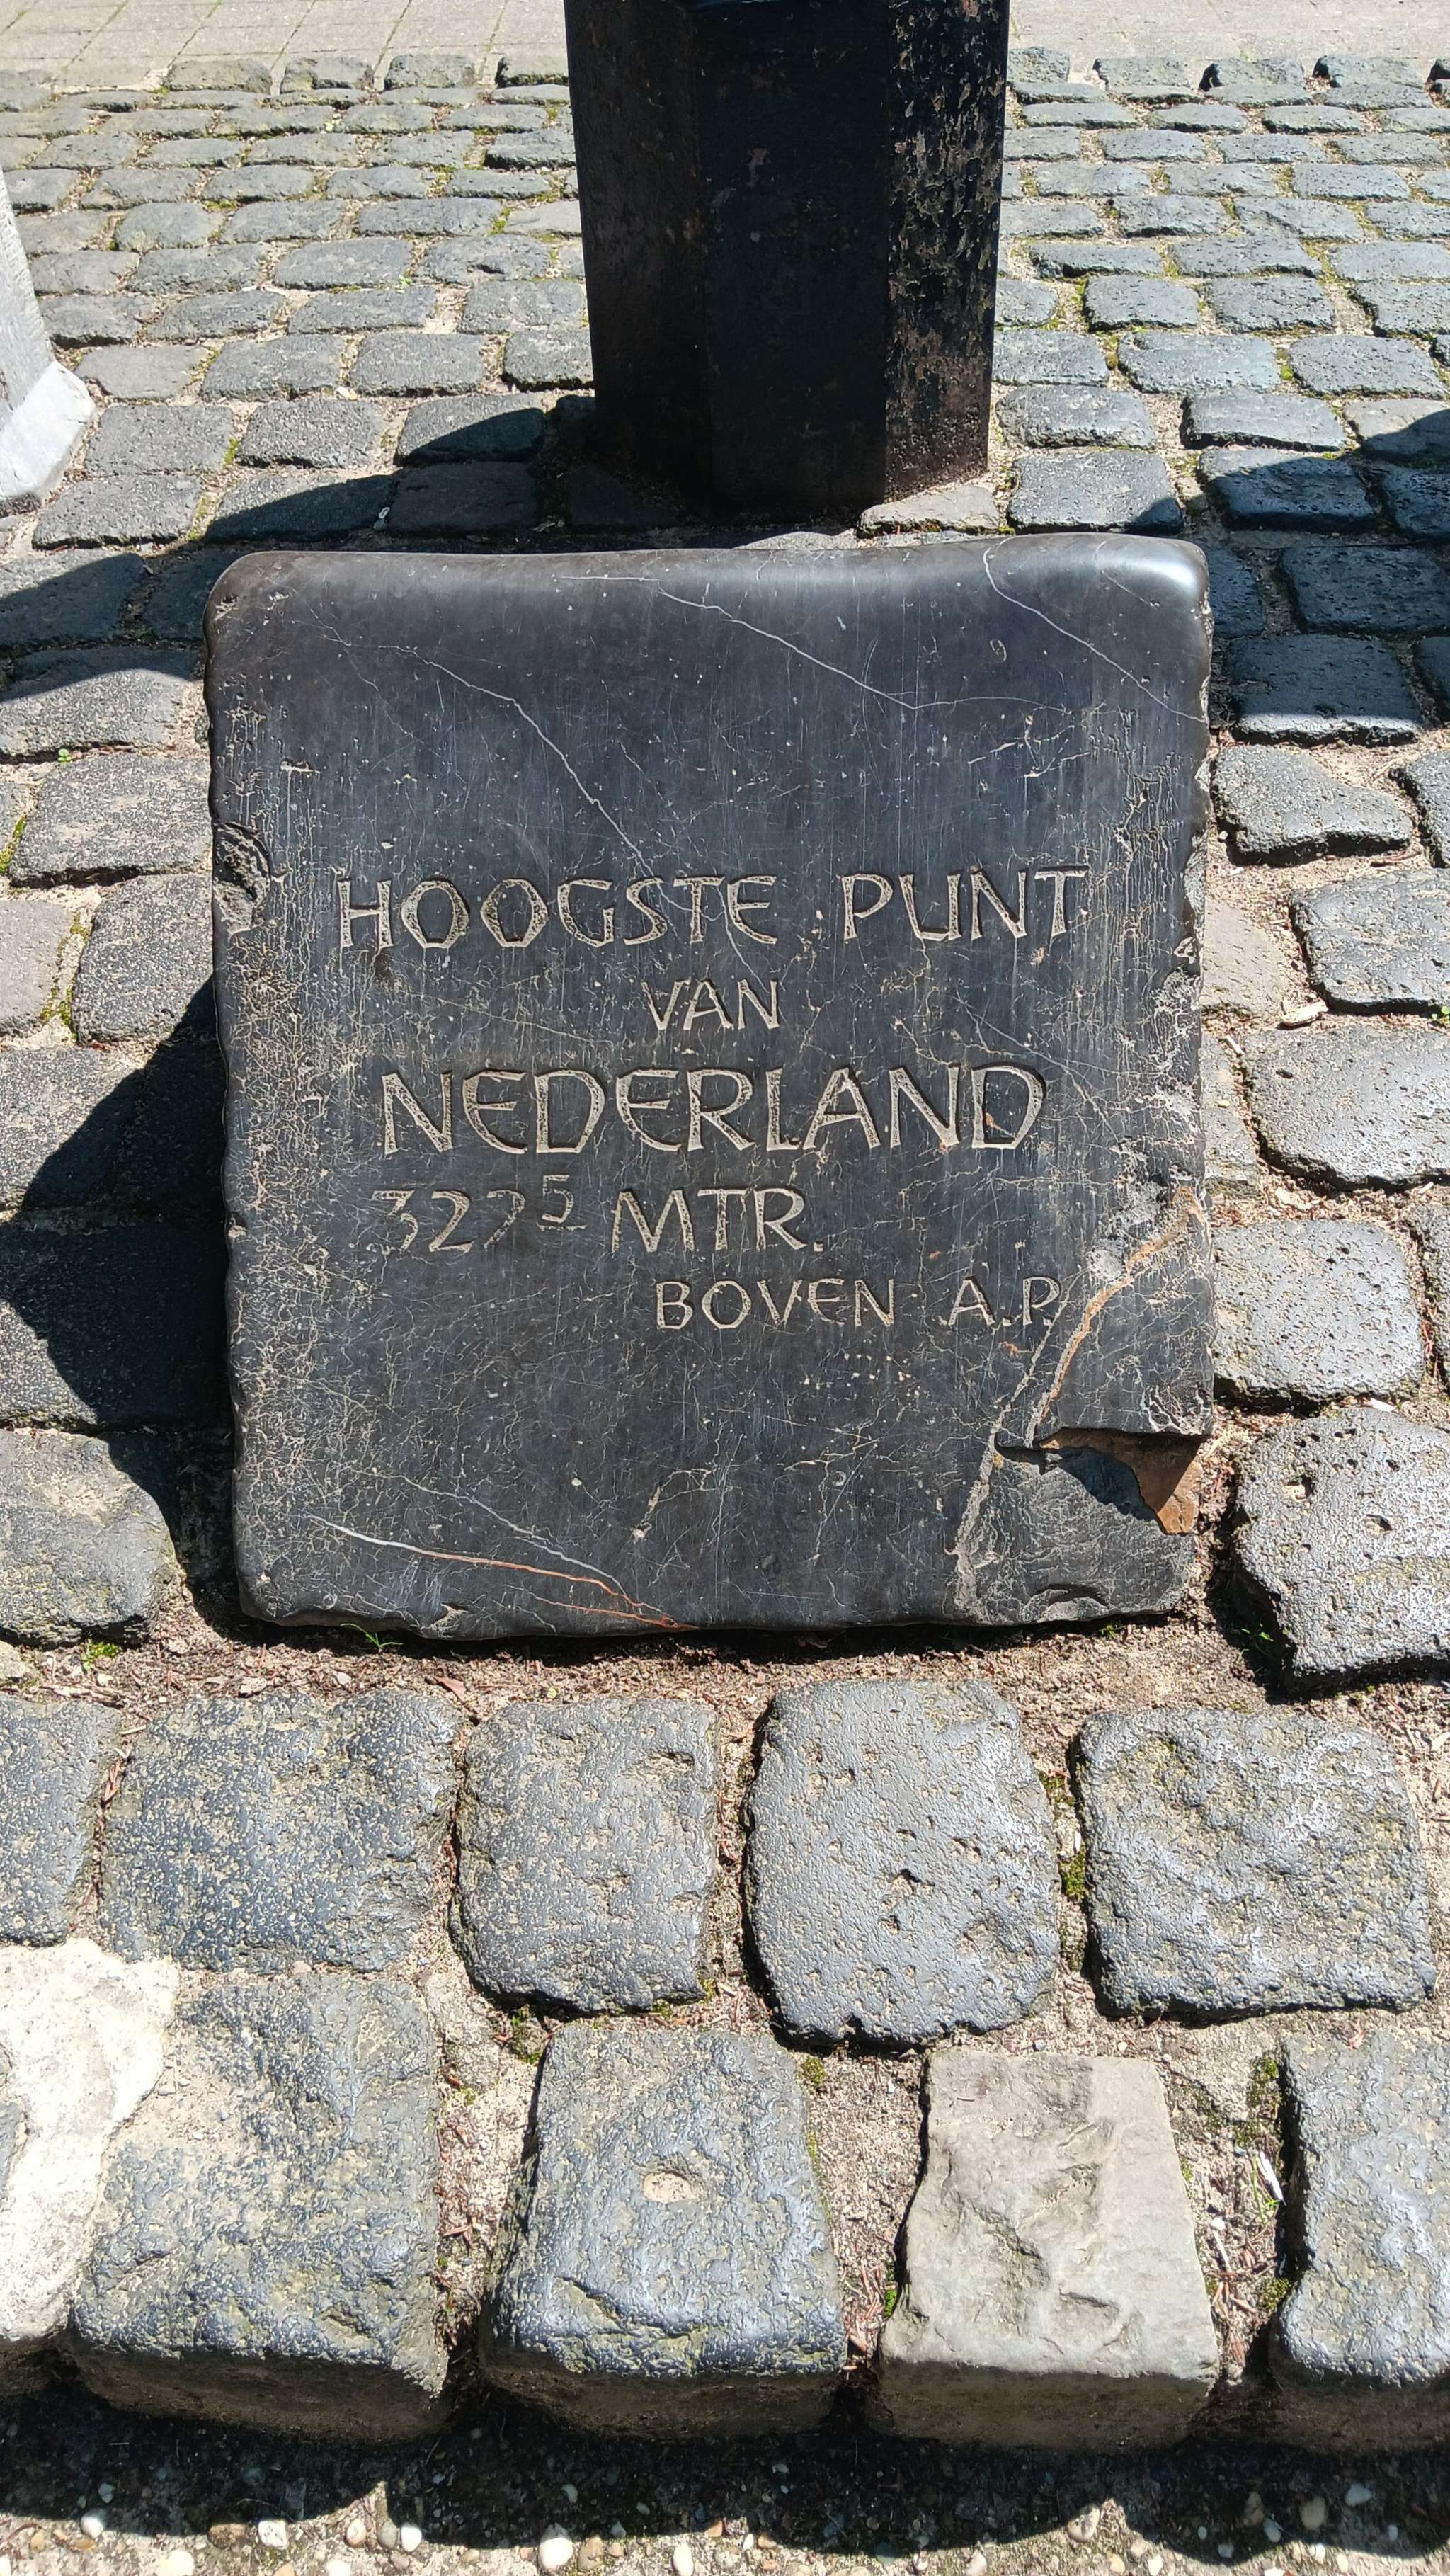 HOOGSTE PUNT
VAN
NEDERLAND
322⁵ MTR.
BOVEN A.P.